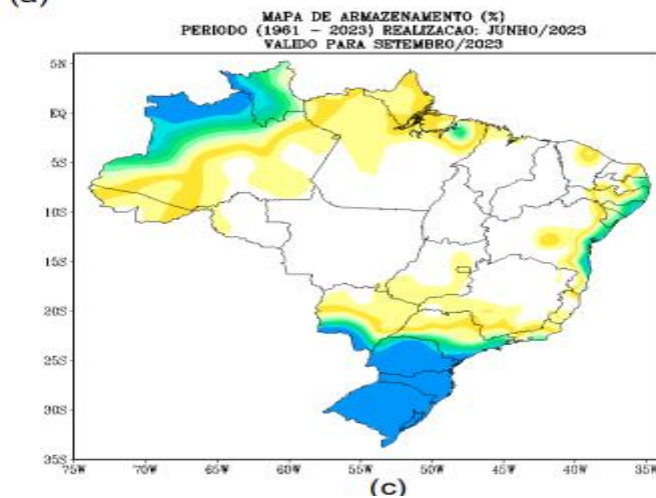 MAPA DE ARMAZENAMENTO (%)
PERIODO (1961 - 2023) REALIZACAO: JUNHO/2023
VALIDO PARA SETEMBRO/2023
5N
EQ
5S
10S
15S
20S
25S
30S
35S
75W 70W 65W 60W 55W 50W 45W 40W 35W
(c)